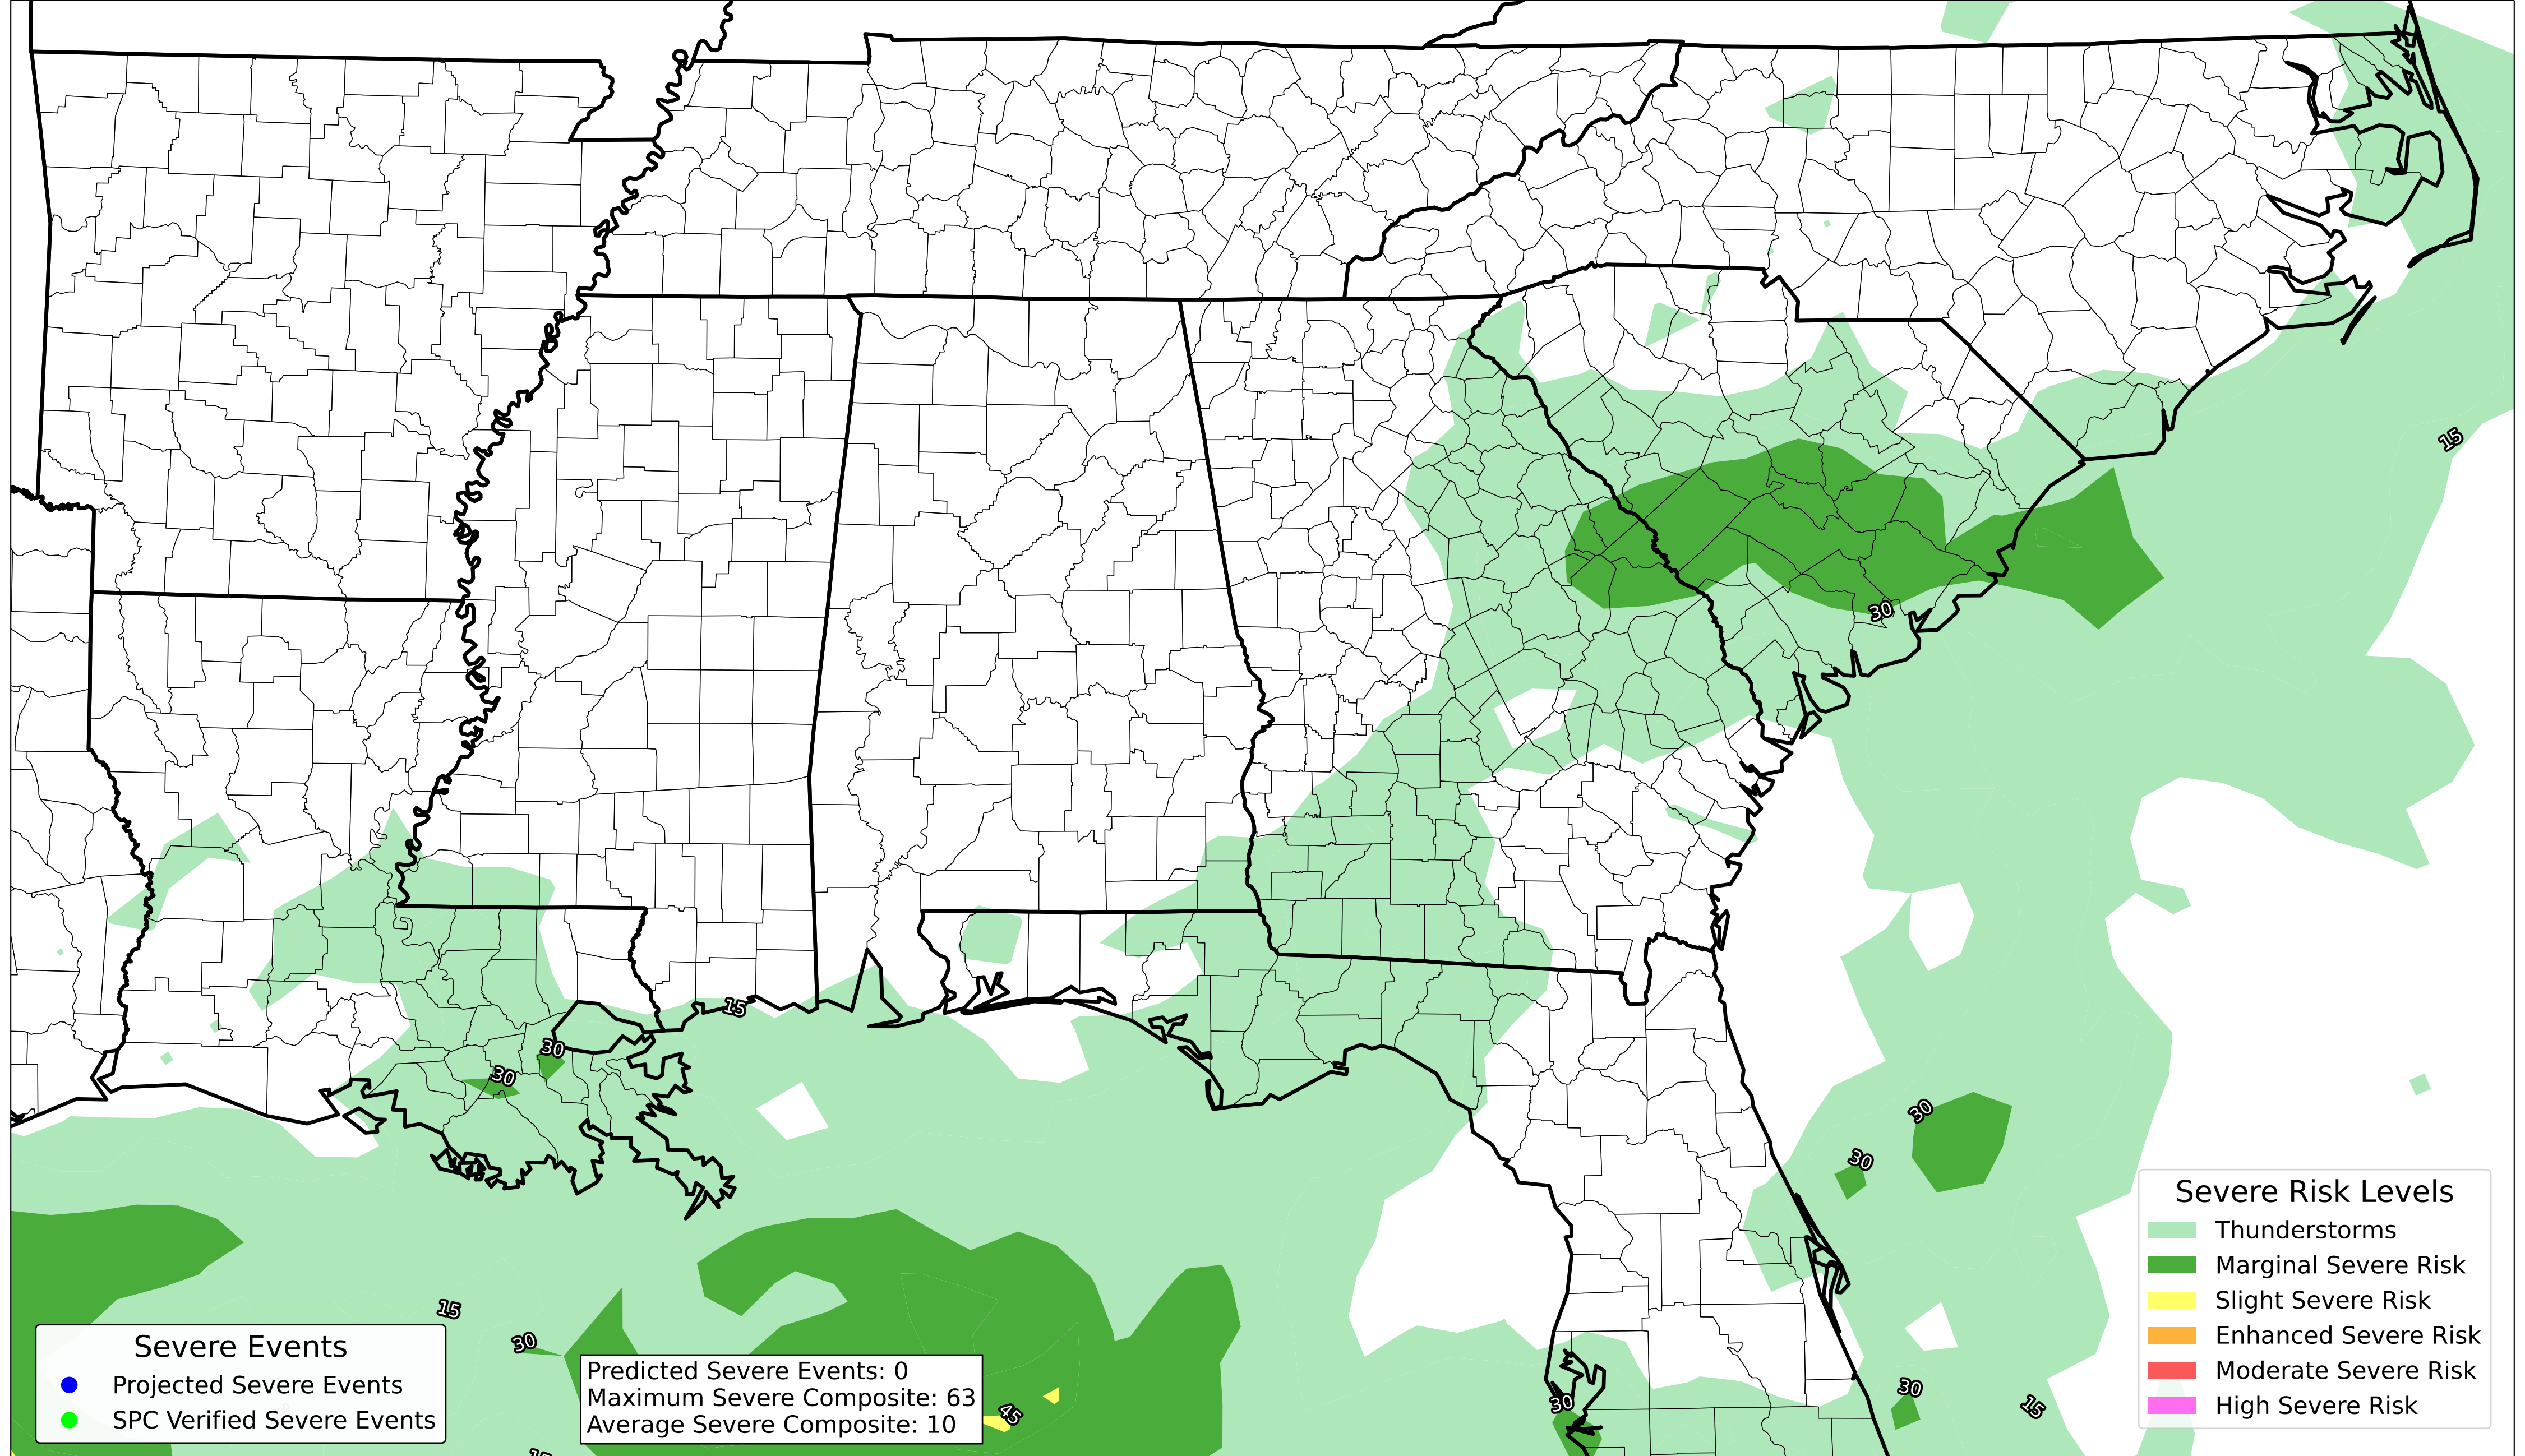 15
30
15
30
30
30
30
Severe Risk Levels
Thunderstorms
Marginal Severe Risk
Slight Severe Risk
Enhanced Severe Risk
Moderate Severe Risk
High Severe Risk
15
30
Severe Events
Projected Severe Events
SPC Verified Severe Events
Predicted Severe Events: 0
Maximum Severe Composite: 63
Average Severe Composite: 10
45
30
30
15
15